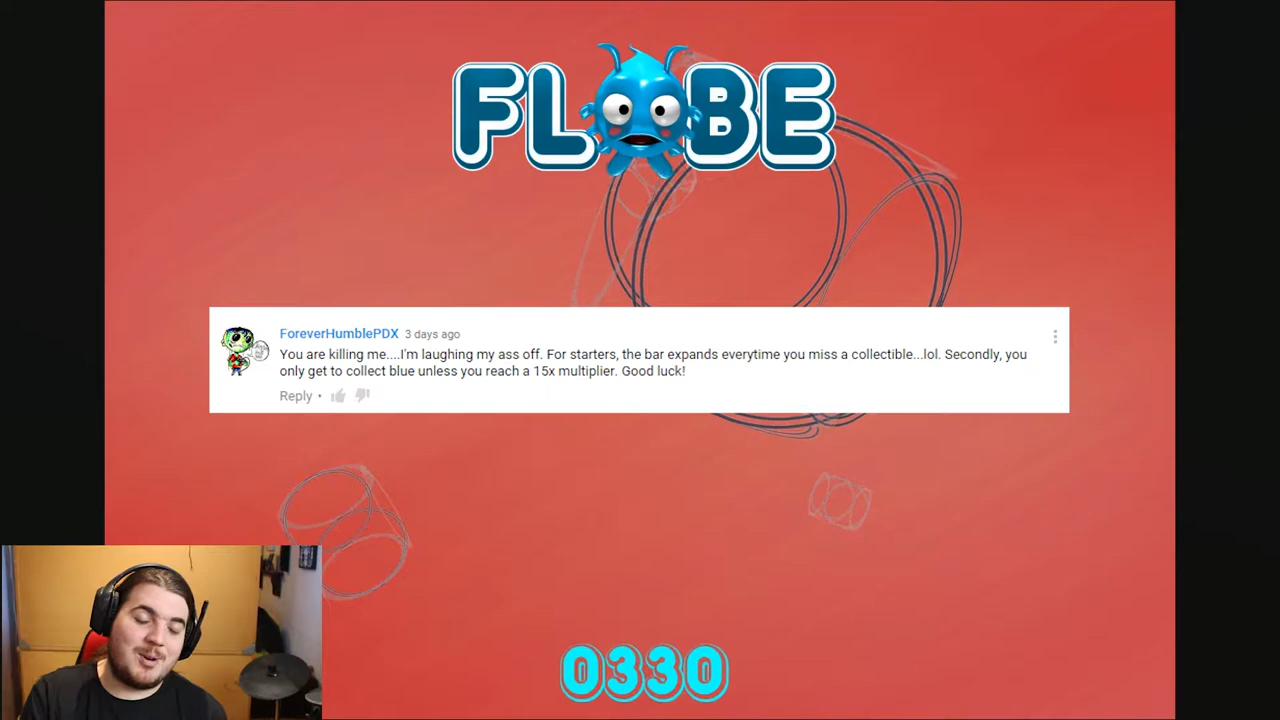 FLOBE
ForeverHumblePDX 3 days ago
You are killing me....I'm laughing my ass off. For starters, the bar expands everytime you miss a collectible...lol. Secondly, you
only get to collect blue unless you reach a 15x multiplier. Good luck!
Reply •
0330